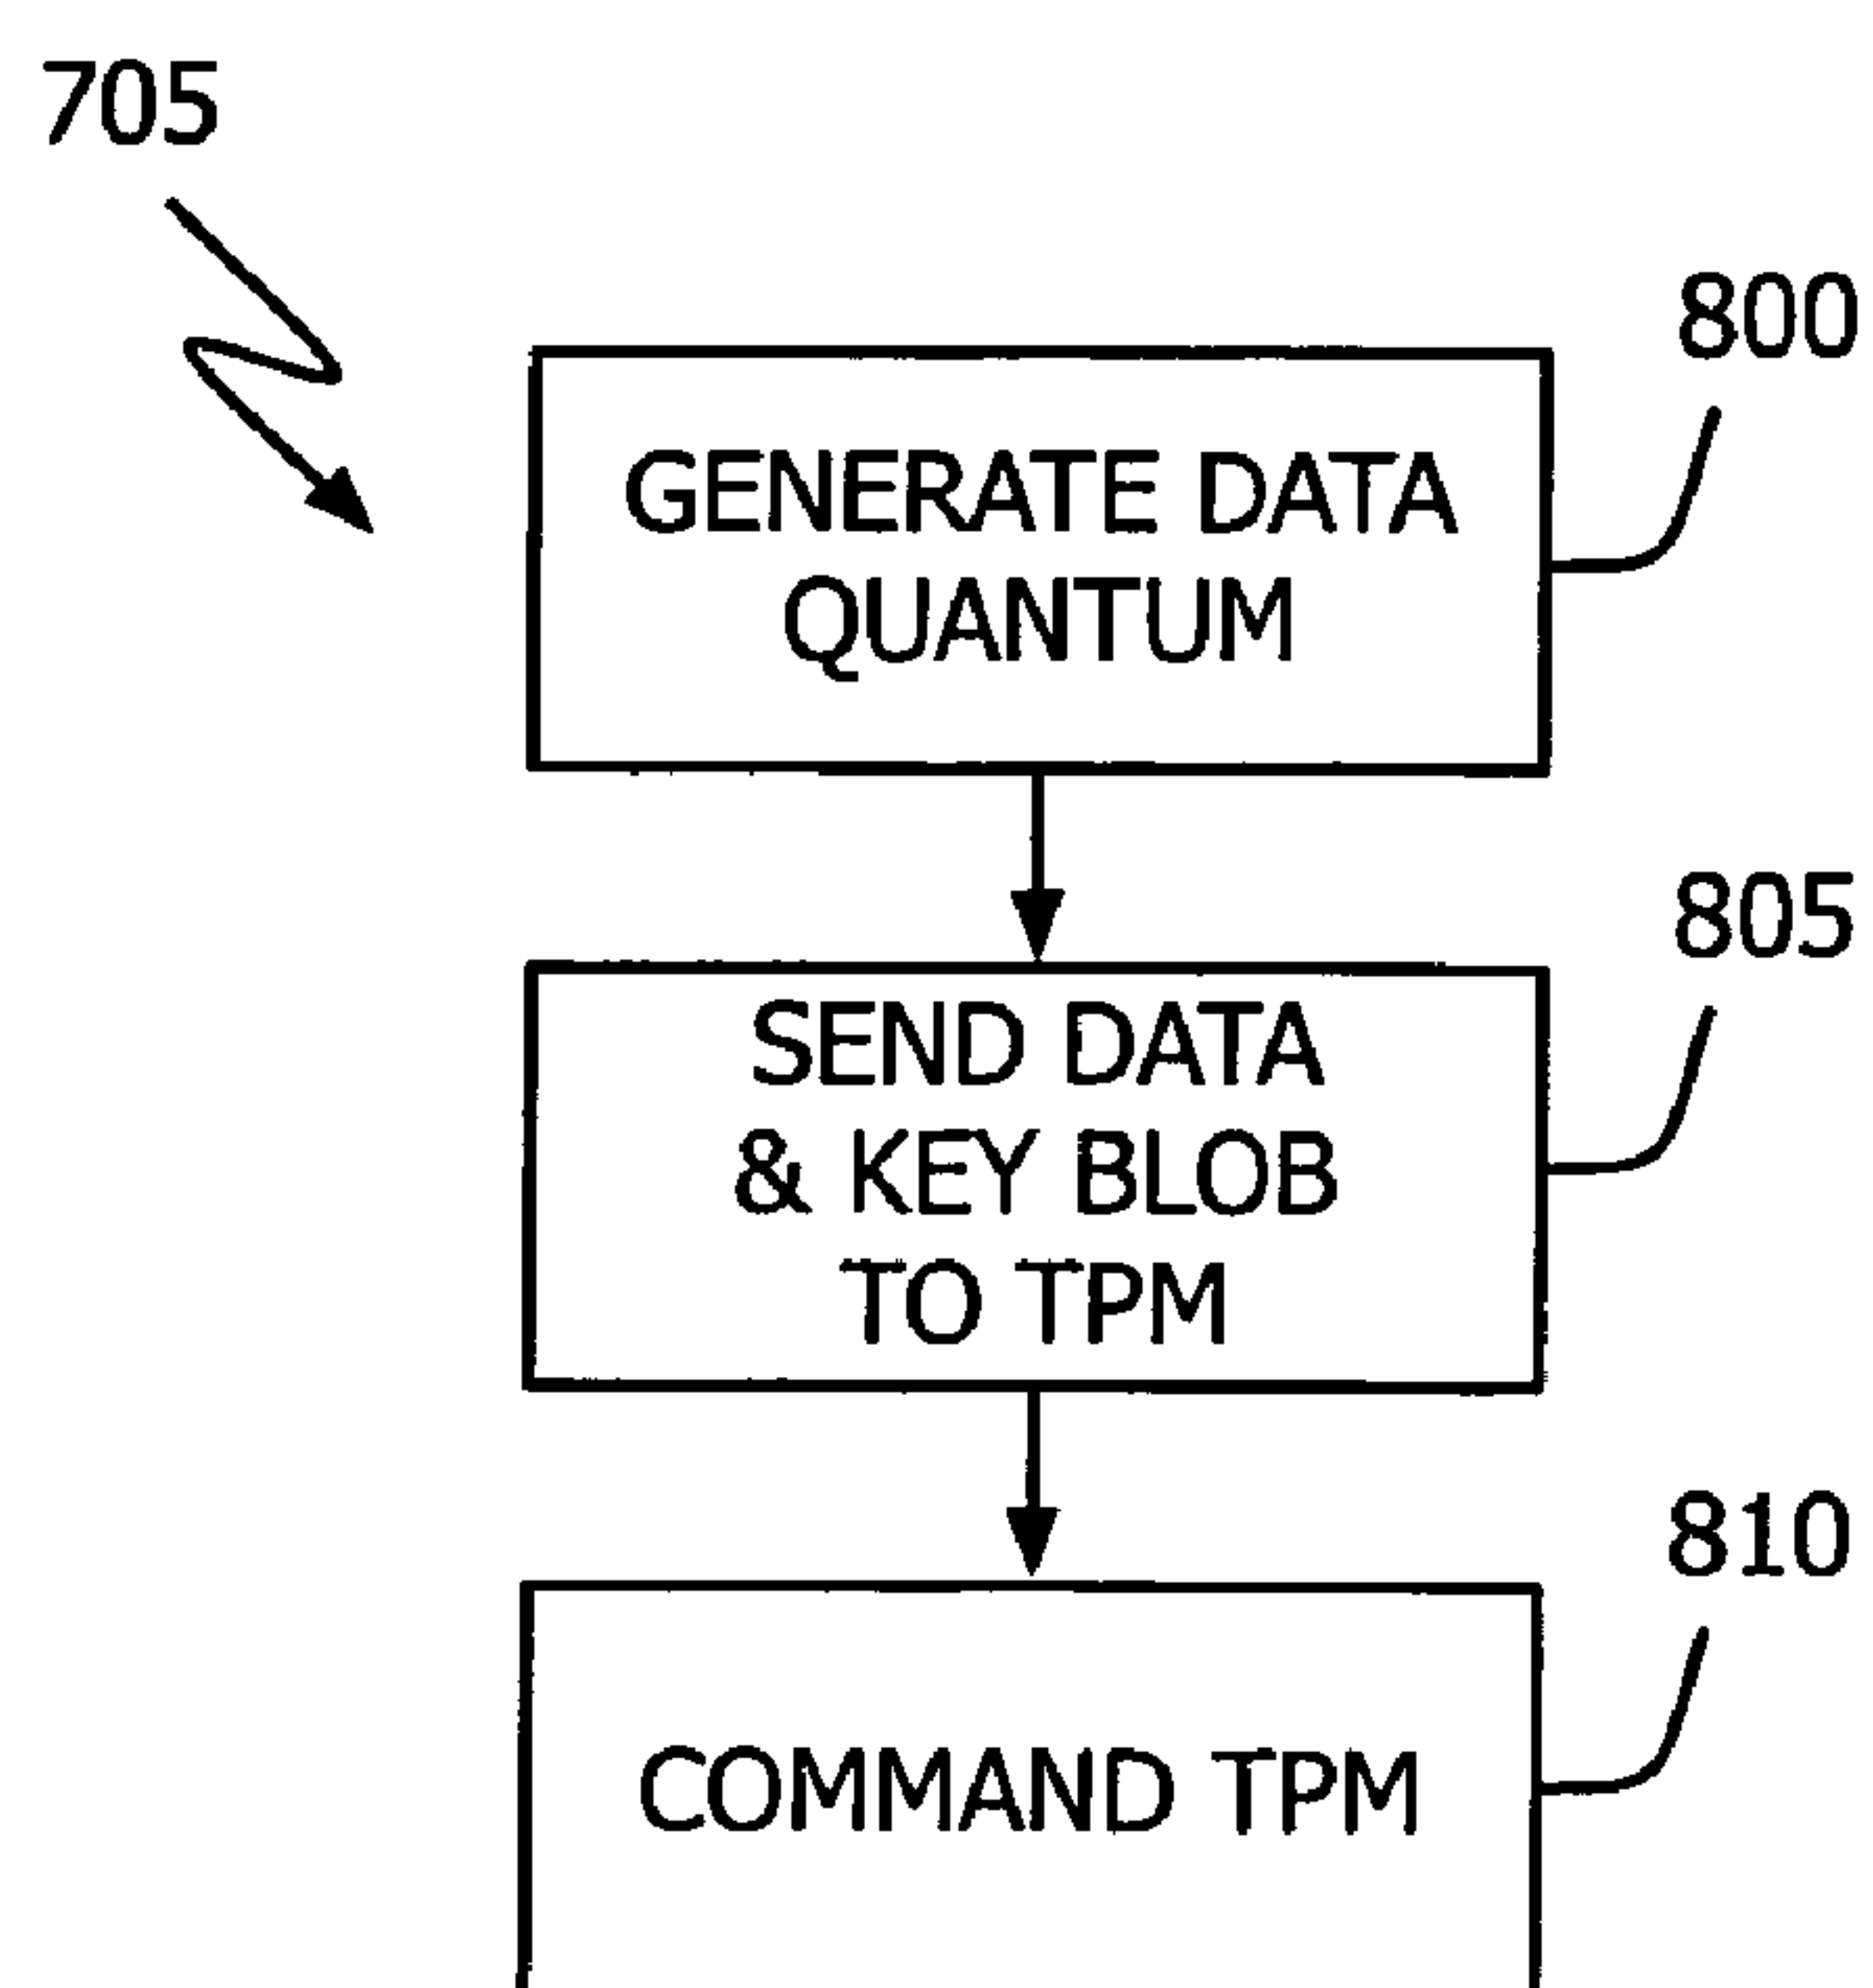 705
800
GENERATE DATA
QUANTUM
805
SEND DATA
& KEY BLOB
TO TPM
810
COMMAND TPM